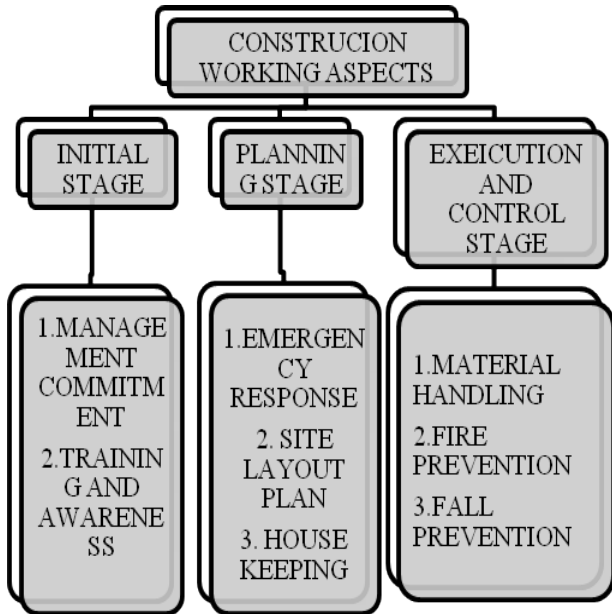 CONSTRUCION
WORKING ASPECTS
INITIAL
STAGE
PLANNIN
G STAGE
EXEICUTION
AND
CONTROL
STAGE
1.MANAGE
MENT
COMMITM
ENT
2.TRAININ
G AND
AWARENE
SS
1.EMERGEN
CY
RESPONSE
2. SITE
LAYOUT
PLAN
3. HOUSE
KEEPING
1.MATERIAL
HANDLING
2.FIRE
PREVENTION
3.FALL
PREVENTION